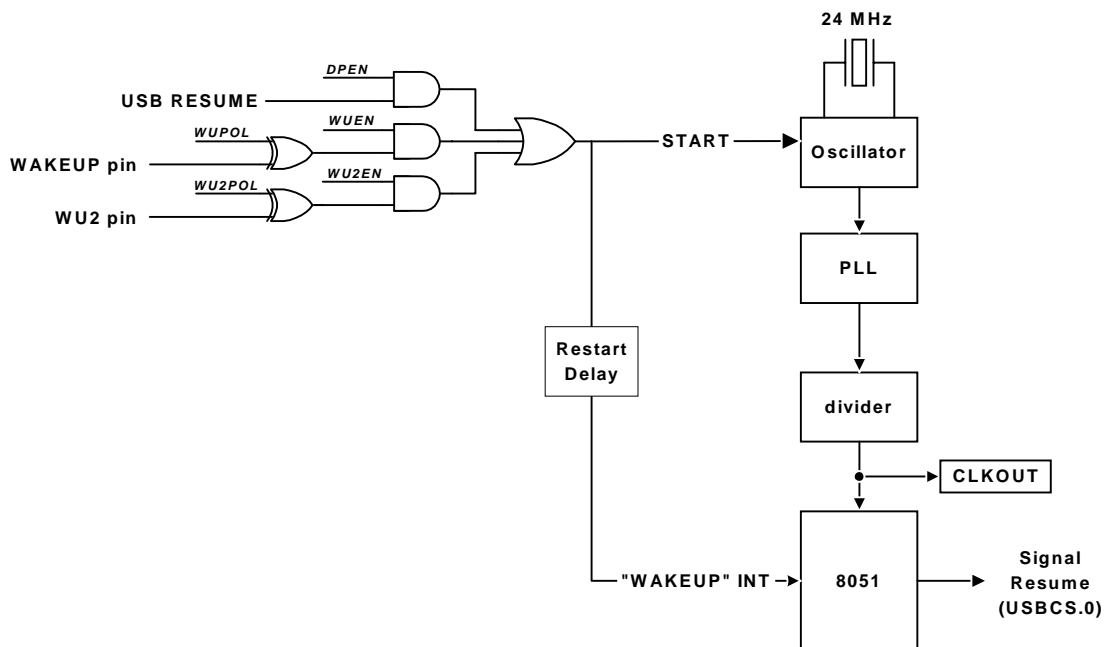 24 MHz
DPEN
USB RESUME
WUPOL
WUEN
WAKEUP pin
START
Oscillator
WU2POL
WU2EN
WU2 pin
PLL
Restart
Delay
divider
CLKOUT
"WAKEUP" INT
8051
Signal
Resume
(USBCS.0)